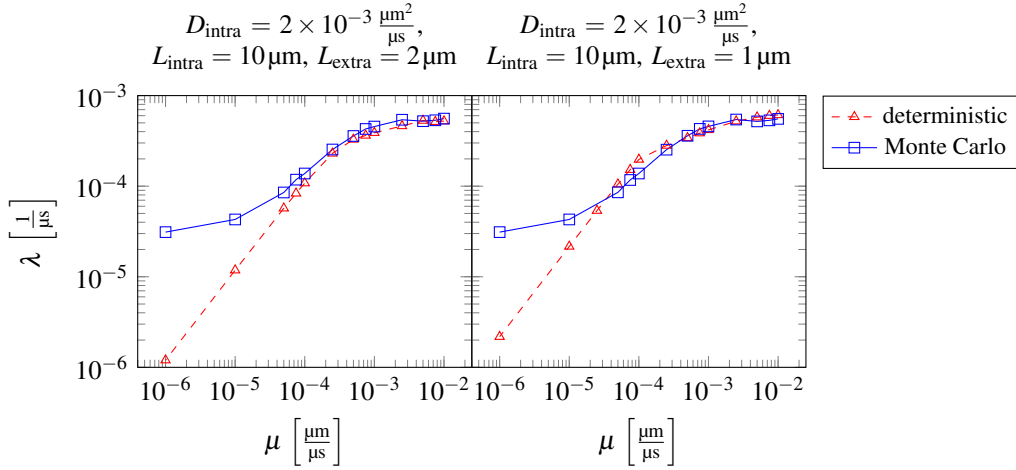 D_intra = 2 × 10⁻³ µm²/µs,
L_intra = 10 µm, L_extra = 2 µm
D_intra = 2 × 10⁻³ µm²/µs,
L_intra = 10 µm, L_extra = 1 µm
10⁻³
10⁻⁴
10⁻⁵
10⁻⁶
λ [1/µs]
10⁻⁶ 10⁻⁵ 10⁻⁴ 10⁻³ 10⁻²
µ [µm/µs]
10⁻⁶ 10⁻⁵ 10⁻⁴ 10⁻³ 10⁻²
µ [µm/µs]
deterministic
Monte Carlo